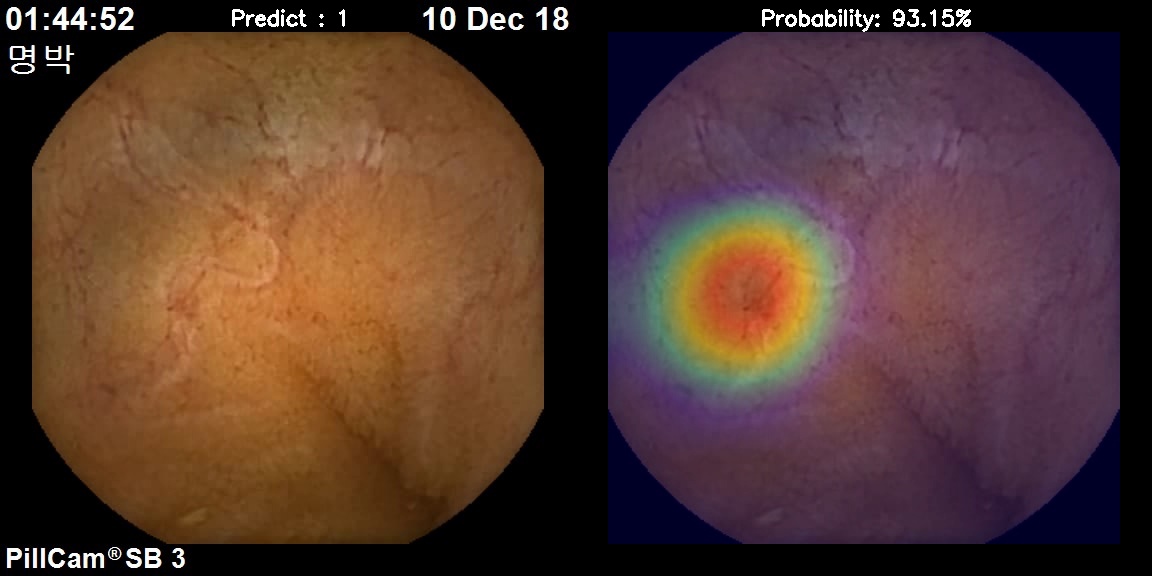 01:44:52 Predict : 1 10 Dec 18 Probability: 93.15%
명박
PillCam® SB 3